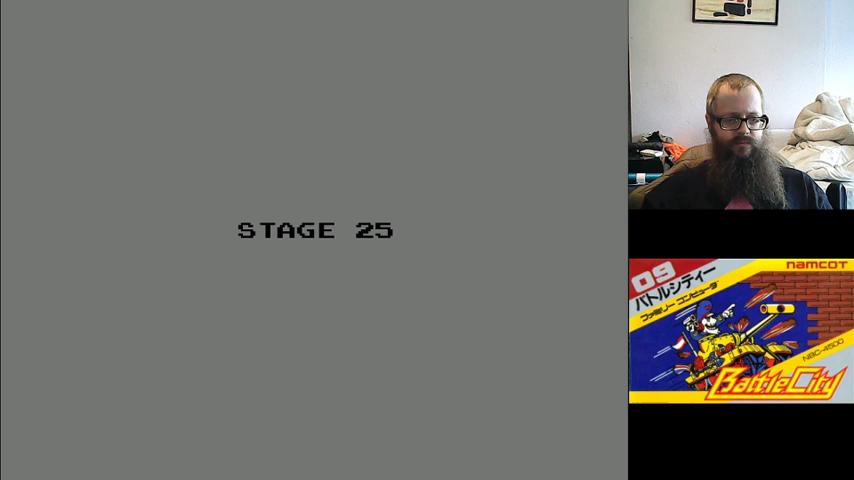 STAGE 25
09
namcot
バトルシティー
ファミリーコンピュータ
NBC-4500
BattleCity